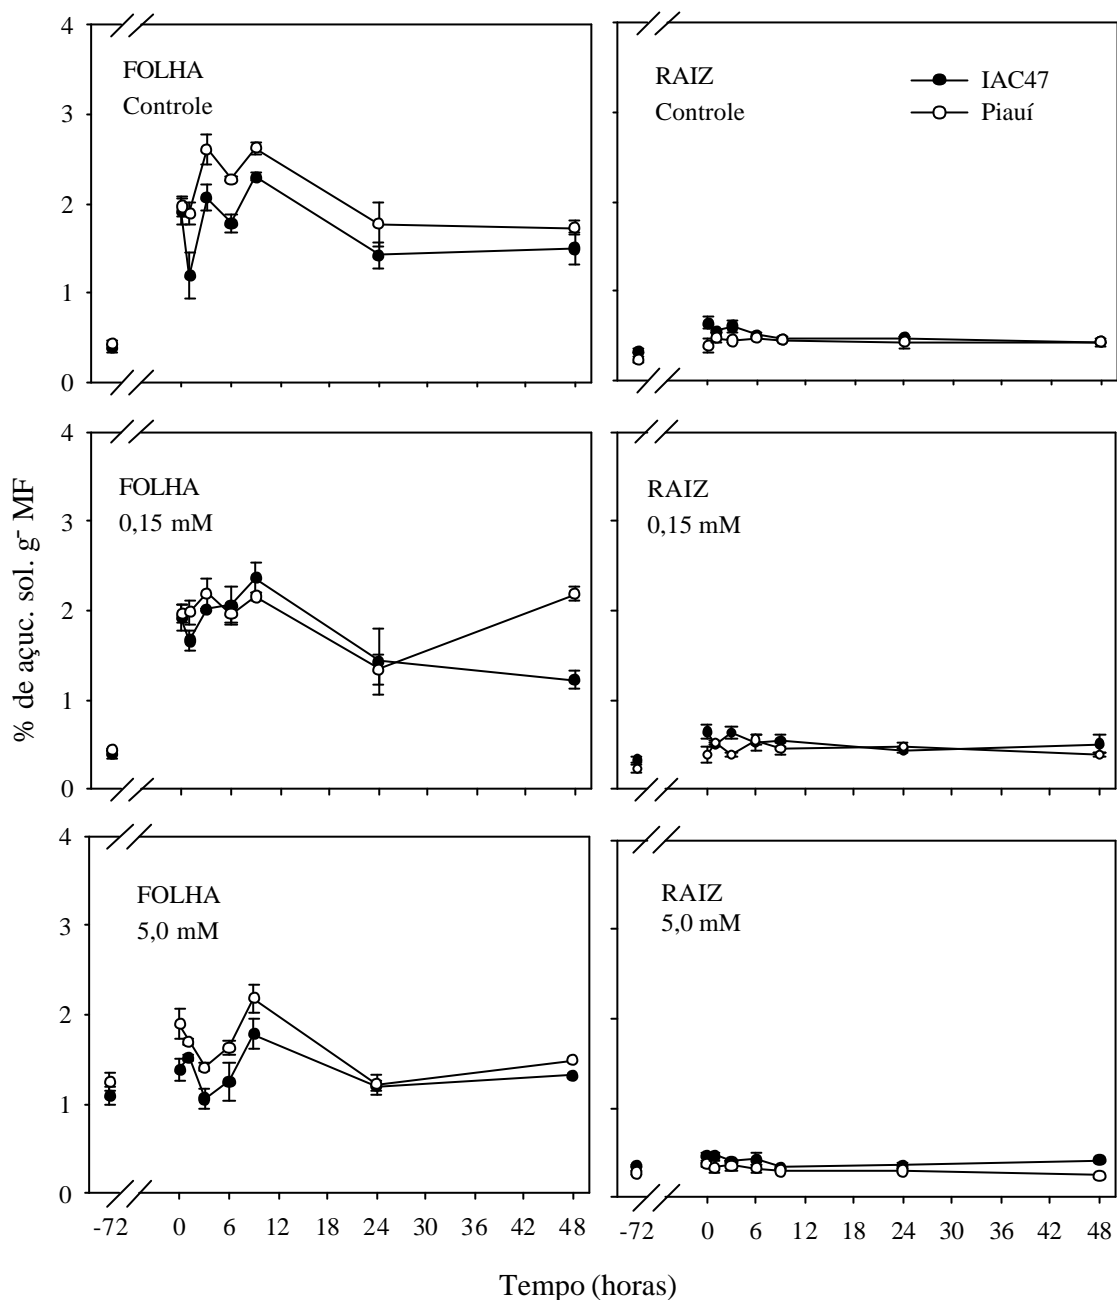 4
3
2
1
0
FOLHA
Controle
RAIZ
Controle
IAC47
Piauí
4
3
2
1
0
FOLHA
0,15 mM
RAIZ
0,15 mM
% de açuc. sol. g- MF
4
3
2
1
0
FOLHA
5,0 mM
RAIZ
5,0 mM
-72 0 6 12 18 24 30 36 42 48
-72 0 6 12 18 24 30 36 42 48
Tempo (horas)